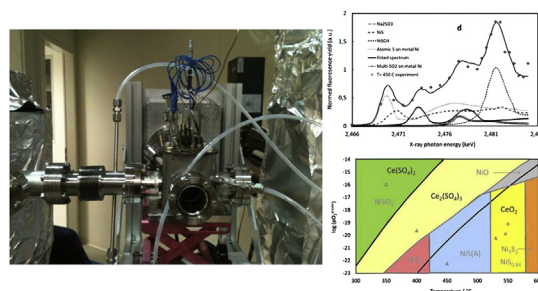 Normed fluorescence yield [a.u.]
2
1,5
1
0,5
0
d
Na2SO3
NiS
NiSO4
Atomic S on metal Ni
Fitted spectrum
Multi-SO2 on metal Ni
T= 450 C experiment
2,466
2,471
2,476
2,481
X-ray photon energy [keV]
-14
-15
-16
-17
-18
-19
-20
-21
-22
-23
Ce(SO₄)₂
NiSO₄
Ce₂(SO₄)₃
NiO
CeO₂
NiS(A)
300
350
400
450
500
550